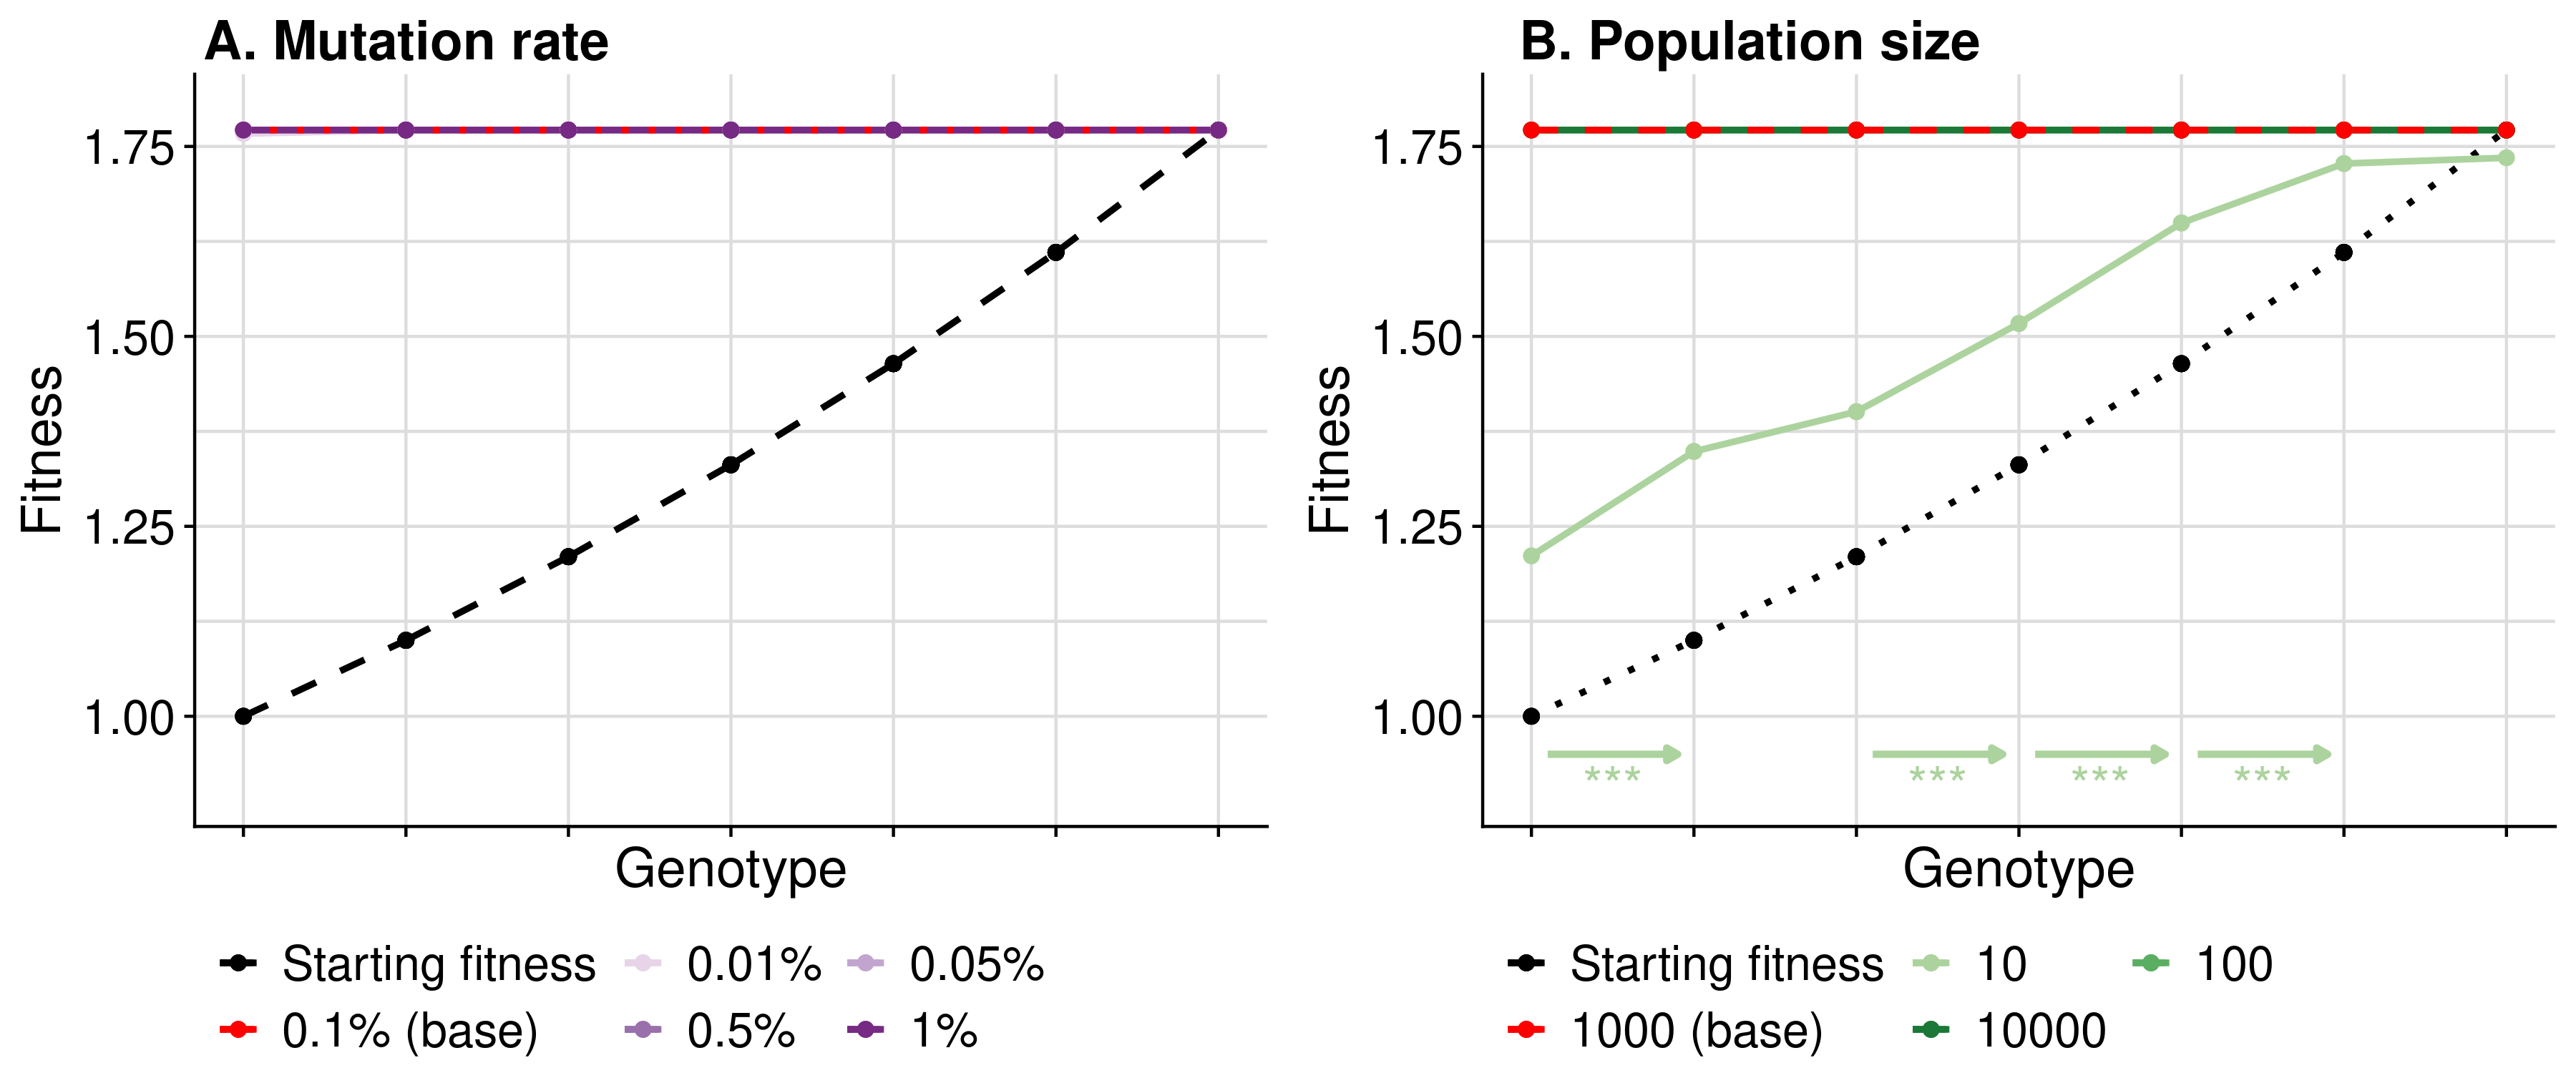 A. Mutation rate
1.75
1.50
1.25
1.00
Fitness
Genotype
Starting fitness 0.01% 0.05%
0.1% (base) 0.5% 1%
B. Population size
1.75
1.50
1.25
1.00
Fitness
*** *** *** ***
Genotype
Starting fitness 10 100
1000 (base) 10000